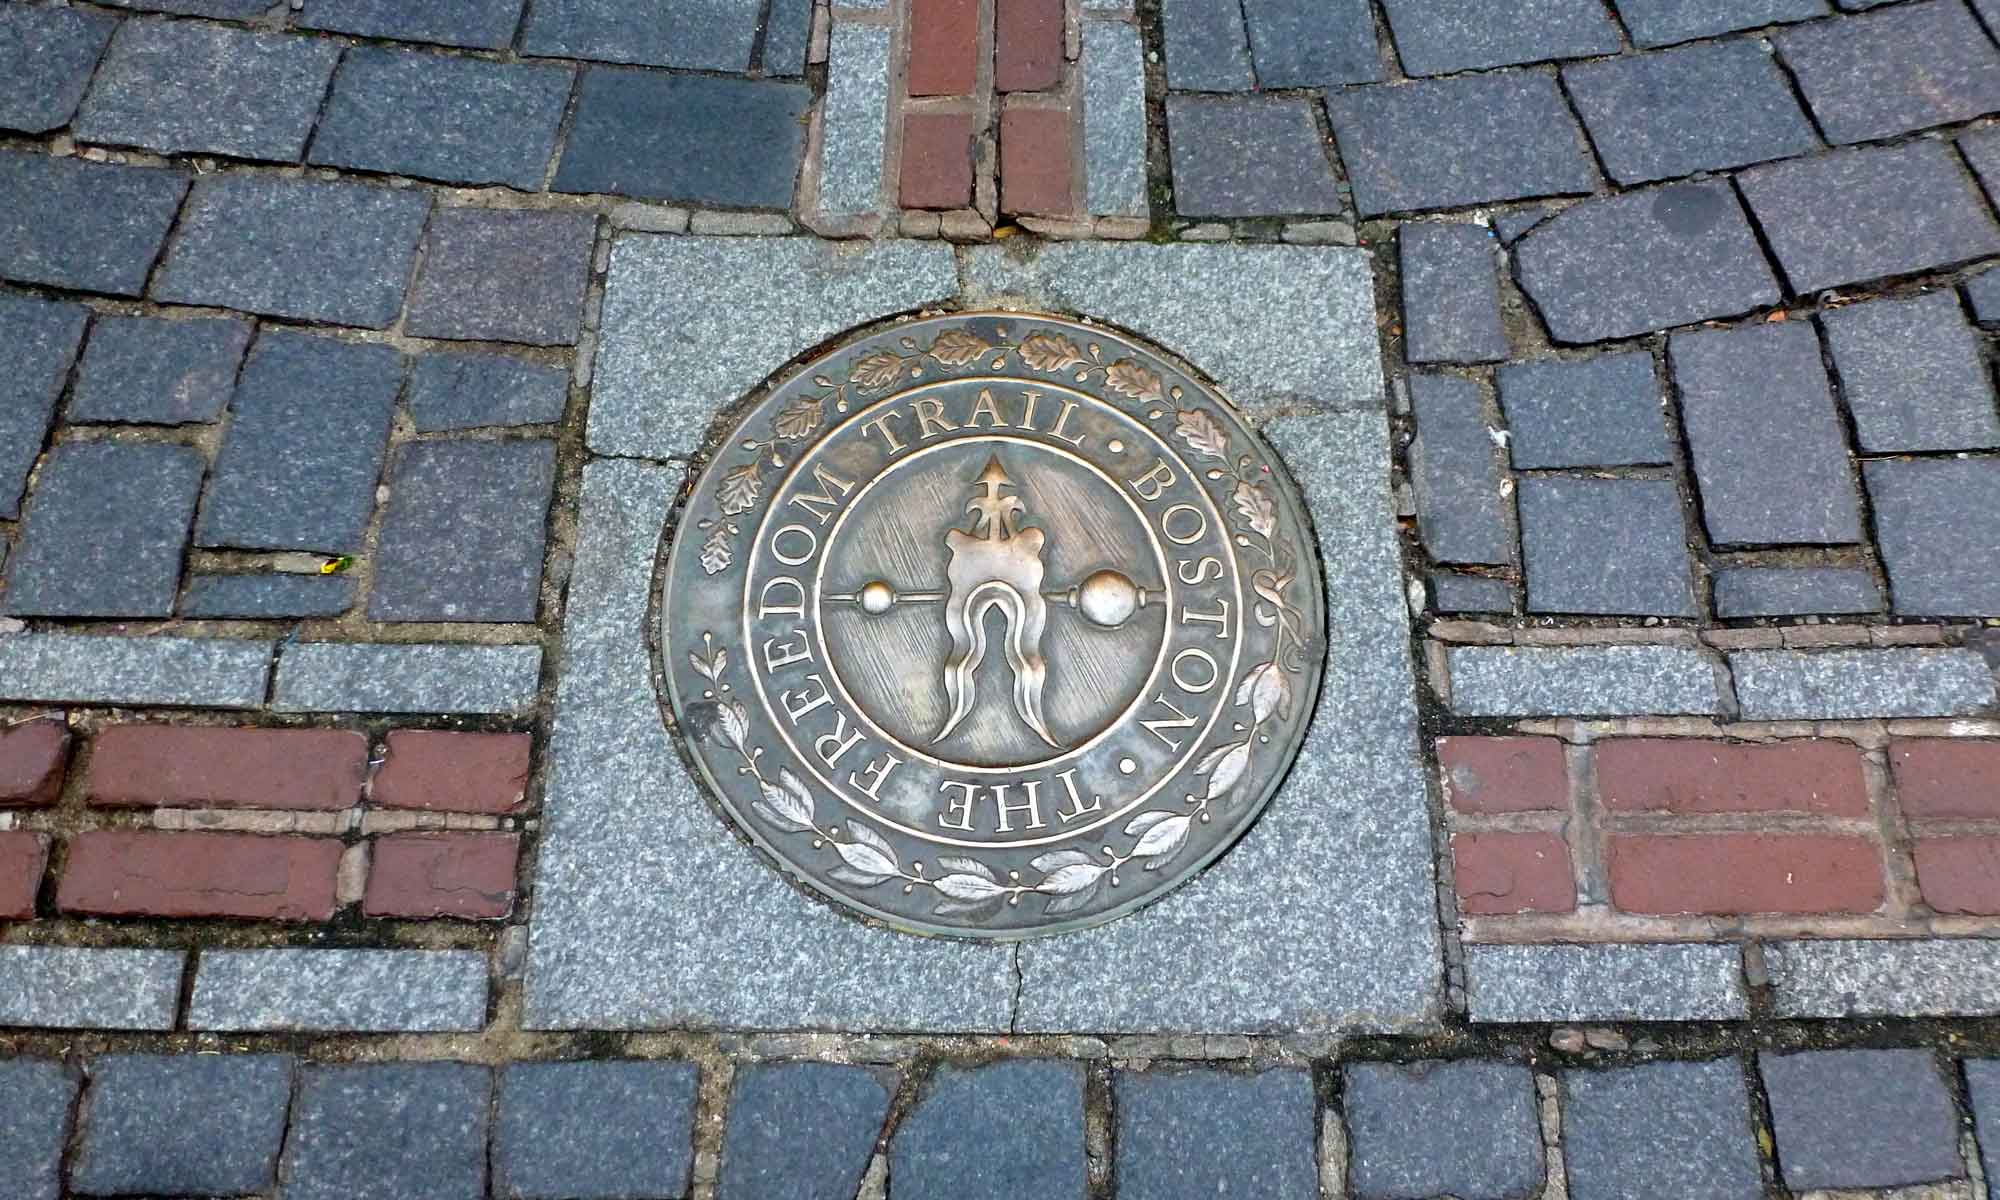 THE FREEDOM TRAIL • BOSTON •